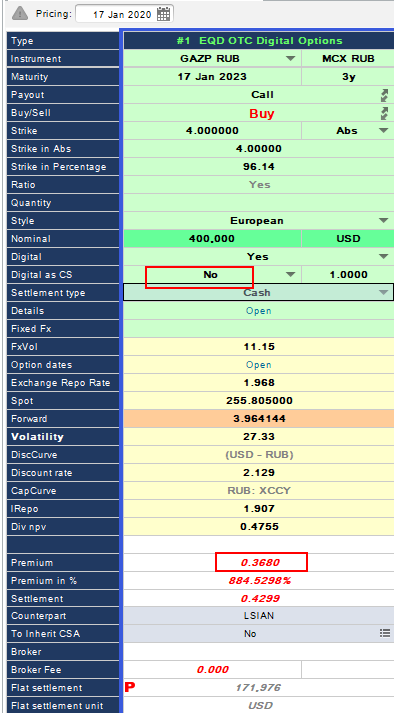 Pricing: 17 Jan 2020
Type #1 EQD OTC Digital Options
Instrument GAZP RUB MCX RUB
Maturity 17 Jan 2023 3y
Payout Call
Buy/Sell Buy
Strike 4.000000 Abs
Strike in Abs 4.00000
Strike in Percentage 96.14
Ratio Yes
Quantity
Style European
Nominal 400,000 USD
Digital Yes
Digital as CS No 1.0000
Settlement type Cash
Details Open
Fixed Fx
FxVol 11.15
Option dates Open
Exchange Repo Rate 1.968
Spot 255.805000
Forward 3.964144
Volatility 27.33
DiscCurve (USD - RUB)
Discount rate 2.129
CapCurve RUB: XCCY
IRepo 1.907
Div npv 0.4755
Premium 0.3680
Premium in % 884.5298%
Settlement 0.4299
Counterpart LSIAN
To Inherit CSA No
Broker
Broker Fee 0.000
Flat settlement P 171,976
Flat settlement unit USD